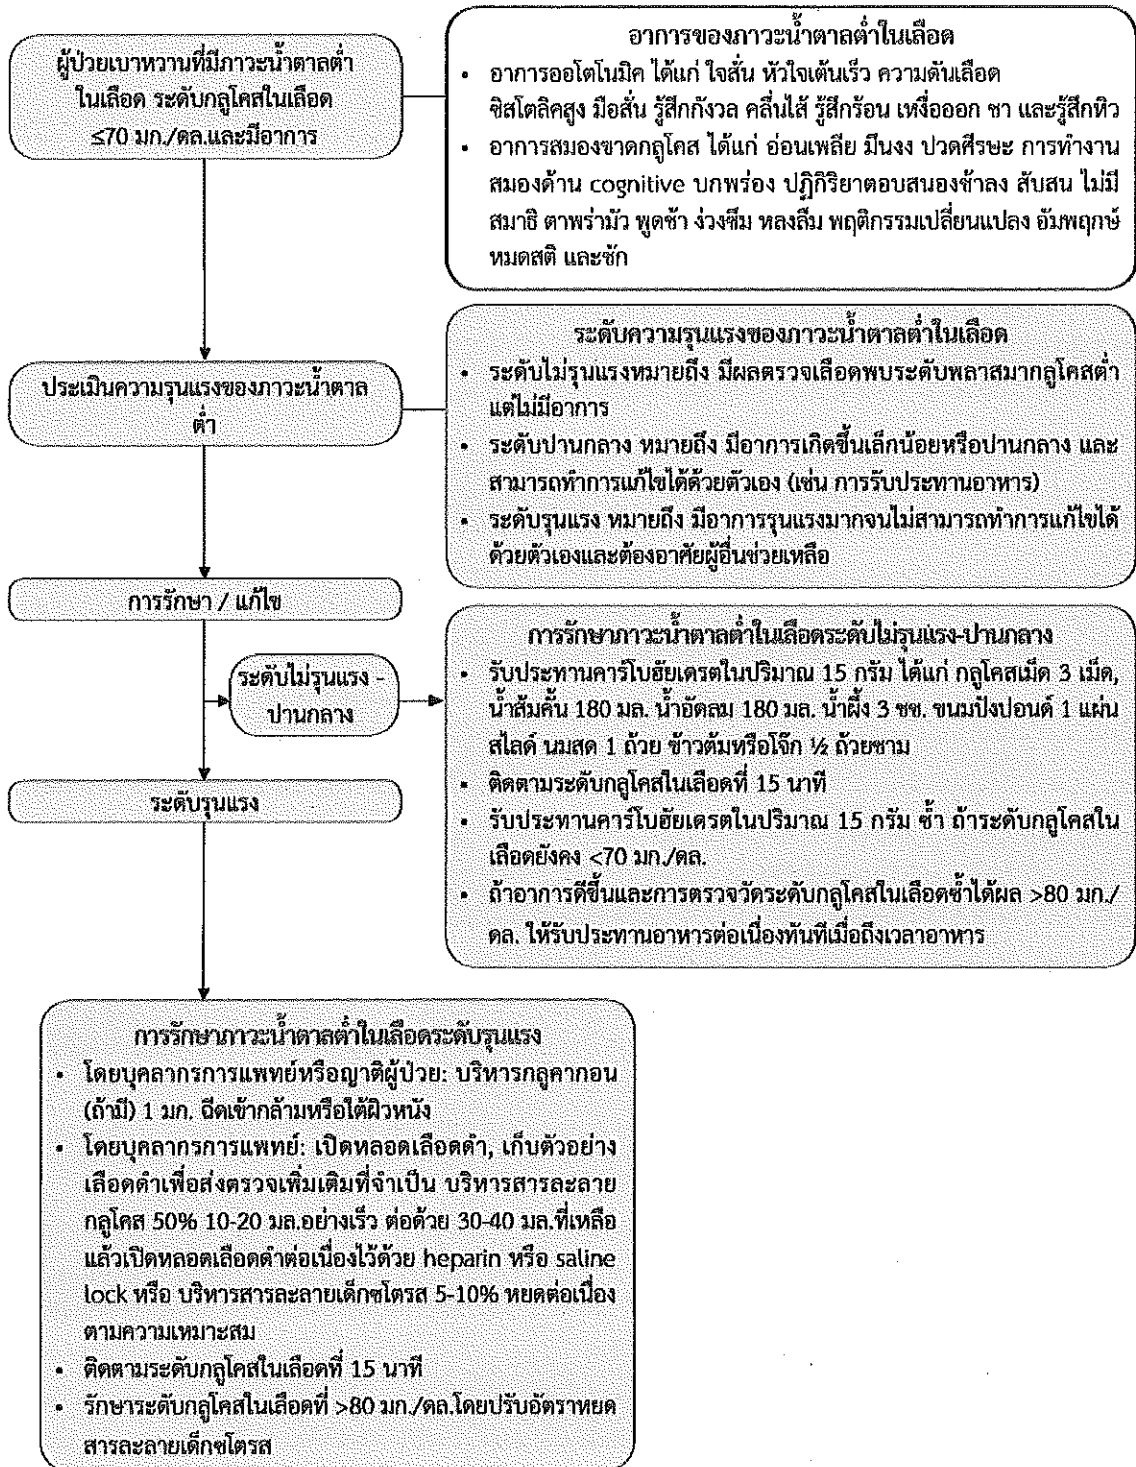 ผู้ป่วยเบาหวานที่มีภาวะน้ำตาลต่ำ
ในเลือด ระดับกลูโคสในเลือด
≤70 มก./ดล.และมีอาการ
อาการของภาวะน้ำตาลต่ำในเลือด
• อาการออโตโนมิค ได้แก่ ใจสั่น หัวใจเต้นเร็ว ความดันเลือด
ซิสโตลิคสูง มือสั่น รู้สึกกังวล คลื่นไส้ รู้สึกร้อน เหงื่อออก ชา และรู้สึกหิว
• อาการสมองขาดกลูโคส ได้แก่ อ่อนเพลีย มึนงง ปวดศีรษะ การทำงาน
สมองด้าน cognitive บกพร่อง ปฏิกิริยาตอบสนองช้าลง สับสน ไม่มี
สมาธิ ตาพร่ามัว พูดช้า ง่วงซึม หลงลืม พฤติกรรมเปลี่ยนแปลง อัมพฤกษ์
หมดสติ และชัก
ประเมินความรุนแรงของภาวะน้ำตาล
ต่ำ
ระดับความรุนแรงของภาวะน้ำตาลต่ำในเลือด
• ระดับไม่รุนแรงหมายถึง มีผลตรวจเลือดพบระดับพลาสมากลูโคสต่ำ
แต่ไม่มีอาการ
• ระดับปานกลาง หมายถึง มีอาการเกิดขึ้นเล็กน้อยหรือปานกลาง และ
สามารถทำการแก้ไขได้ด้วยตัวเอง (เช่น การรับประทานอาหาร)
• ระดับรุนแรง หมายถึง มีอาการรุนแรงมากจนไม่สามารถทำการแก้ไขได้
ด้วยตัวเองและต้องอาศัยผู้อื่นช่วยเหลือ
การรักษา / แก้ไข
ระดับไม่รุนแรง -
ปานกลาง
การรักษาภาวะน้ำตาลต่ำในเลือดระดับไม่รุนแรง-ปานกลาง
• รับประทานคาร์โบฮัยเดรตในปริมาณ 15 กรัม ได้แก่ กลูโคสเม็ด 3 เม็ด,
น้ำส้มคั้น 180 มล. น้ำอัดลม 180 มล. น้ำผึ้ง 3 ชช. ขนมปังปอนด์ 1 แผ่น
สไลด์ นมสด 1 ถ้วย ข้าวต้มหรือโจ๊ก ½ ถ้วยชาม
• ติดตามระดับกลูโคสในเลือดที่ 15 นาที
• รับประทานคาร์โบฮัยเดรตในปริมาณ 15 กรัม ซ้ำ ถ้าระดับกลูโคสใน
เลือดยังคง <70 มก./ดล.
• ถ้าอาการดีขึ้นและการตรวจวัดระดับกลูโคสในเลือดซ้ำได้ผล >80 มก./
ดล. ให้รับประทานอาหารต่อเนื่องทันทีเมื่อถึงเวลาอาหาร
ระดับรุนแรง
การรักษาภาวะน้ำตาลต่ำในเลือดระดับรุนแรง
• โดยบุคลากรการแพทย์หรือญาติผู้ป่วย: บริหารกลูคากอน
(ถ้ามี) 1 มก. ฉีดเข้ากล้ามหรือใต้ผิวหนัง
• โดยบุคลากรการแพทย์: เปิดหลอดเลือดดำ, เก็บตัวอย่าง
เลือดดำเพื่อส่งตรวจเพิ่มเติมที่จำเป็น บริหารสารละลาย
กลูโคส 50% 10-20 มล.อย่างเร็ว ต่อด้วย 30-40 มล.ที่เหลือ
แล้วเปิดหลอดเลือดดำต่อเนื่องไว้ด้วย heparin หรือ saline
lock หรือ บริหารสารละลายเด็กซโตรส 5-10% หยดต่อเนื่อง
ตามความเหมาะสม
• ติดตามระดับกลูโคสในเลือดที่ 15 นาที
• รักษาระดับกลูโคสในเลือดที่ >80 มก./ดล.โดยปรับอัตราหยด
สารละลายเด็กซโตรส